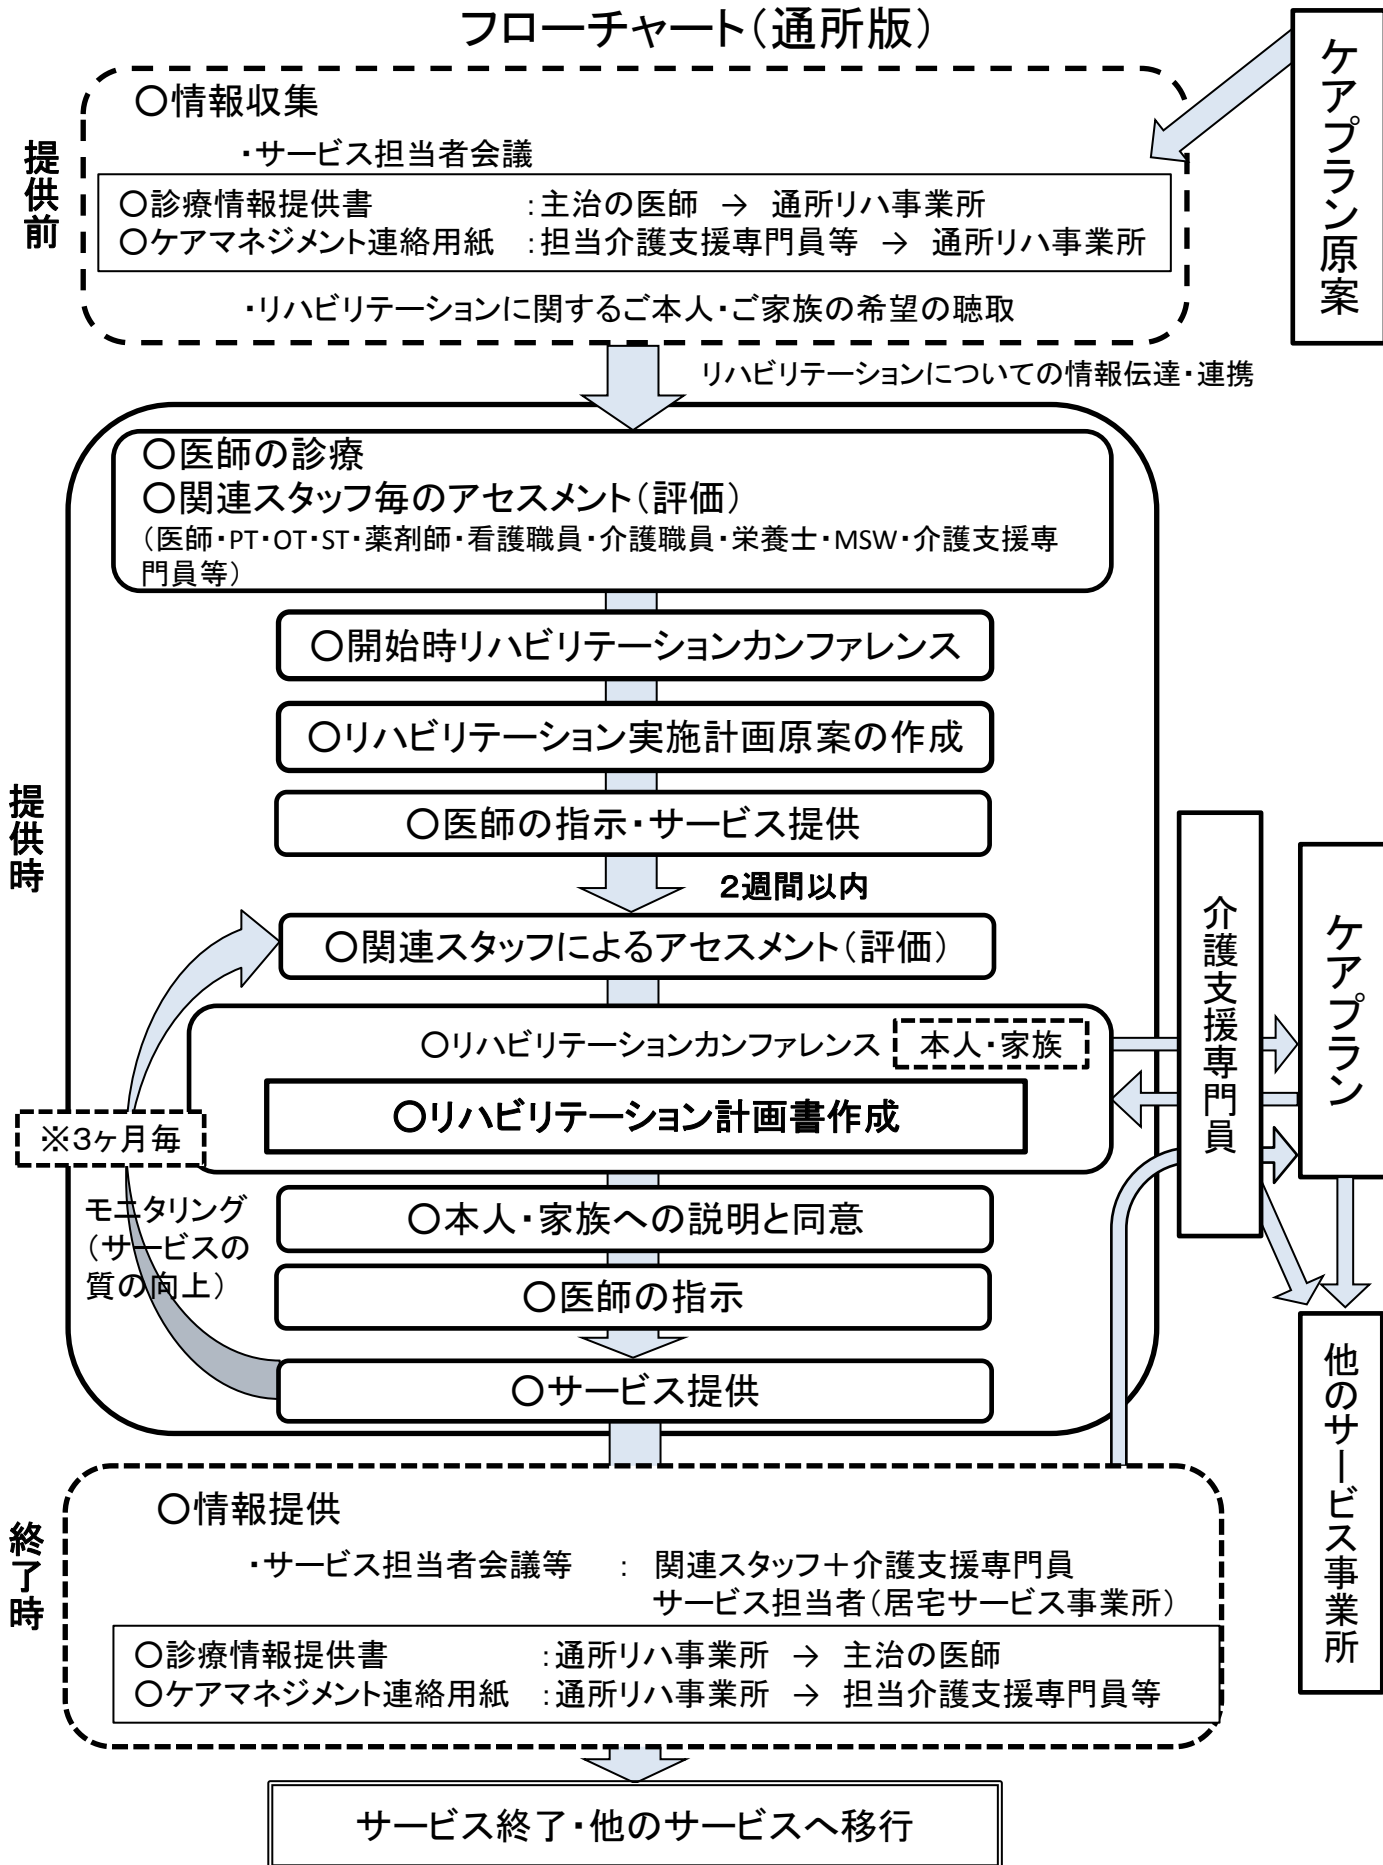 フローチャート（通所版）
ケアプラン原案
提供前
○情報収集
・サービス担当者会議
○診療情報提供書　：主治の医師 → 通所リハ事業所
○ケアマネジメント連絡用紙　：担当介護支援専門員等 → 通所リハ事業所
・リハビリテーションに関するご本人・ご家族の希望の聴取
リハビリテーションについての情報伝達・連携
提供時
○医師の診療
○関連スタッフ毎のアセスメント（評価）
（医師・PT・OT・ST・薬剤師・看護職員・介護職員・栄養士・MSW・介護支援専
門員等）
○開始時リハビリテーションカンファレンス
○リハビリテーション実施計画原案の作成
○医師の指示・サービス提供
２週間以内
○関連スタッフによるアセスメント（評価）
○リハビリテーションカンファレンス　本人・家族
○リハビリテーション計画書作成
※３ヶ月毎
モニタリング
（サービスの
質の向上）
○本人・家族への説明と同意
○医師の指示
○サービス提供
介護支援専門員
ケアプラン
他のサービス事業所
終了時
○情報提供
・サービス担当者会議等　：　関連スタッフ＋介護支援専門員
サービス担当者（居宅サービス事業所）
○診療情報提供書　：通所リハ事業所 → 主治の医師
○ケアマネジメント連絡用紙　：通所リハ事業所 → 担当介護支援専門員等
サービス終了・他のサービスへ移行